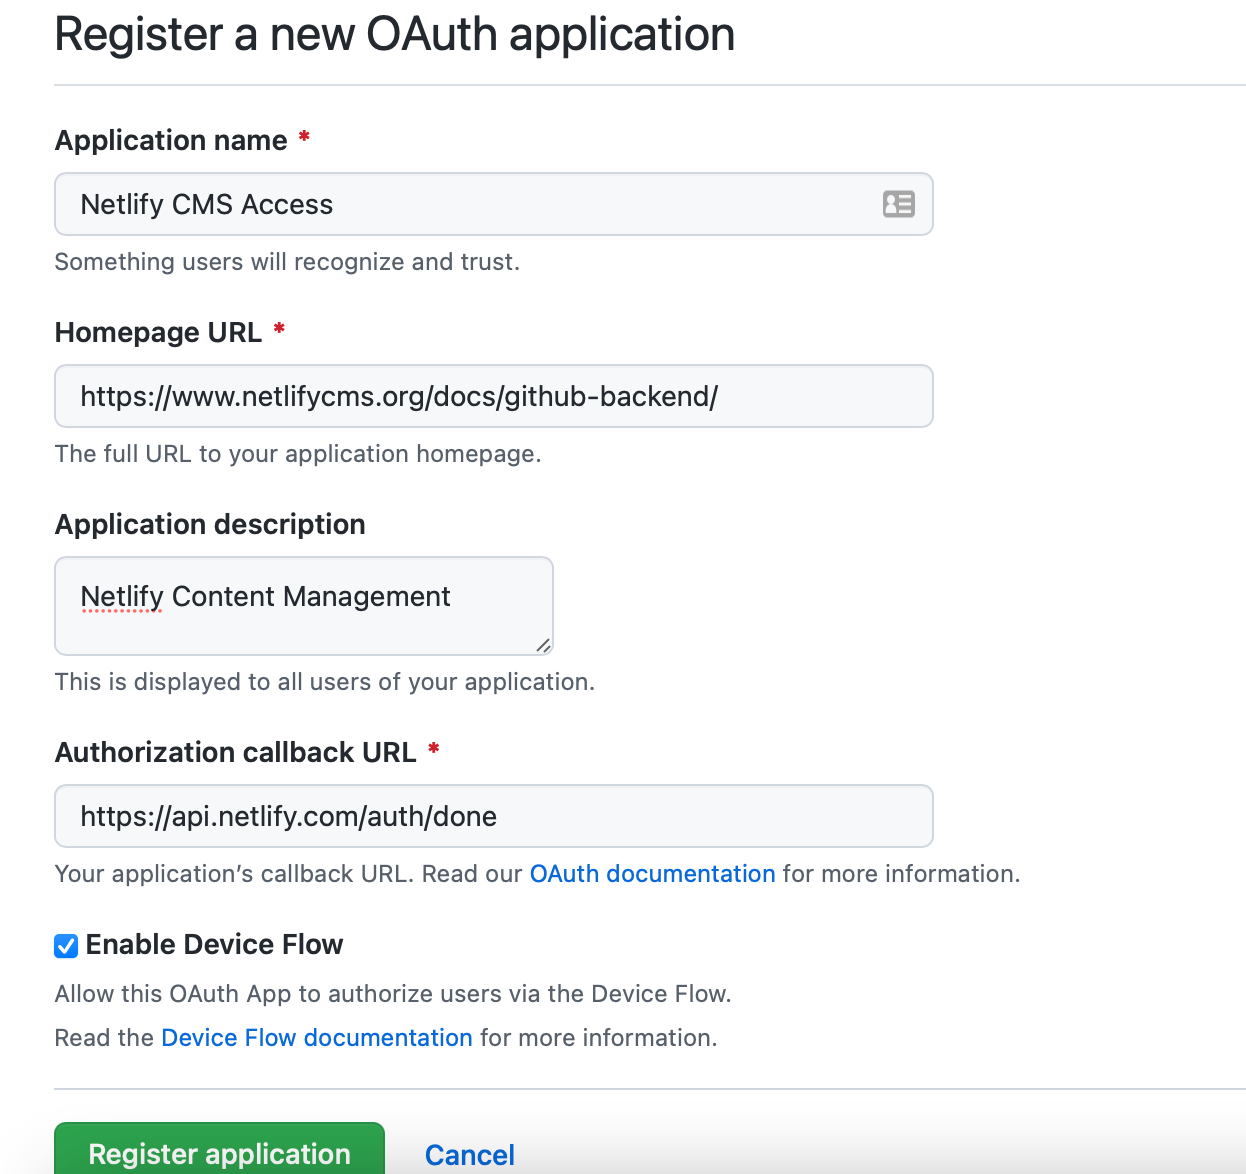 Register a new OAuth application
Application name *
Netlify CMS Access
Something users will recognize and trust.
Homepage URL *
https://www.netlifycms.org/docs/github-backend/
The full URL to your application homepage.
Application description
Netlify Content Management
This is displayed to all users of your application.
Authorization callback URL *
https://api.netlify.com/auth/done
Your application’s callback URL. Read our OAuth documentation for more information.
Enable Device Flow
Allow this OAuth App to authorize users via the Device Flow.
Read the Device Flow documentation for more information.
Register application Cancel